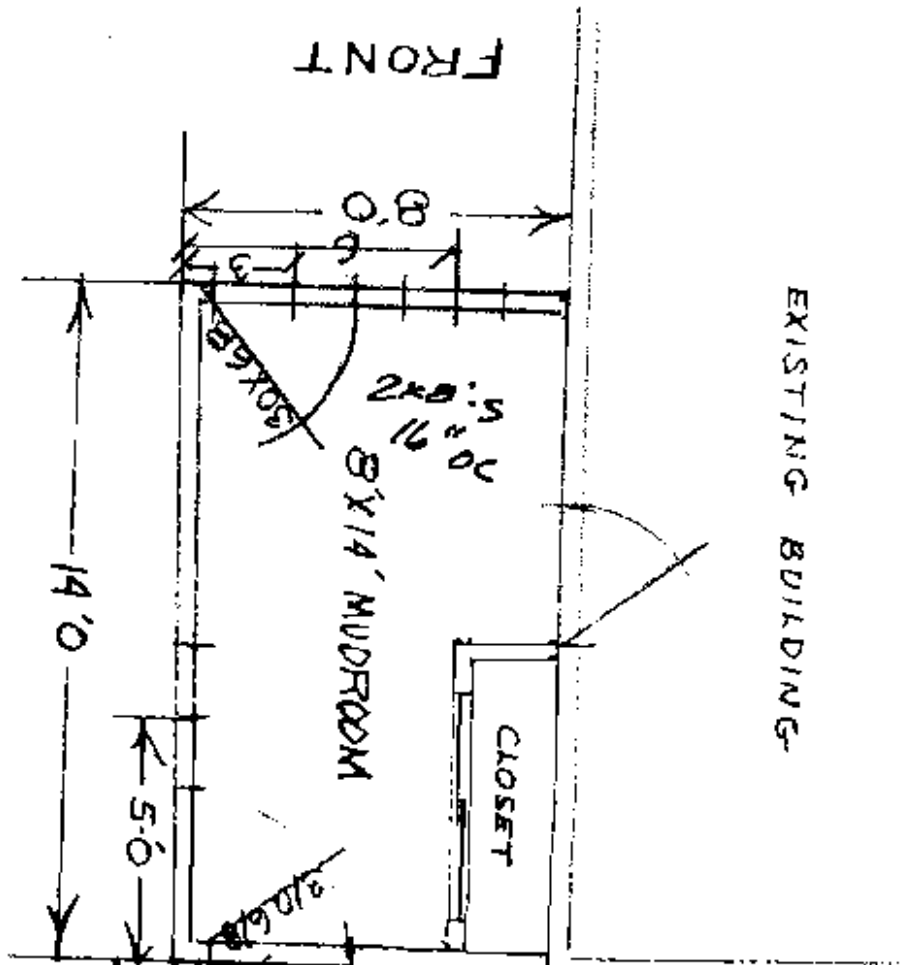 FRONT
8'0
6
3
30X68
2x8's
16" OC
8'X14' MUDROOM
14'0
5'0
CLOSET
EXISTING BUILDING